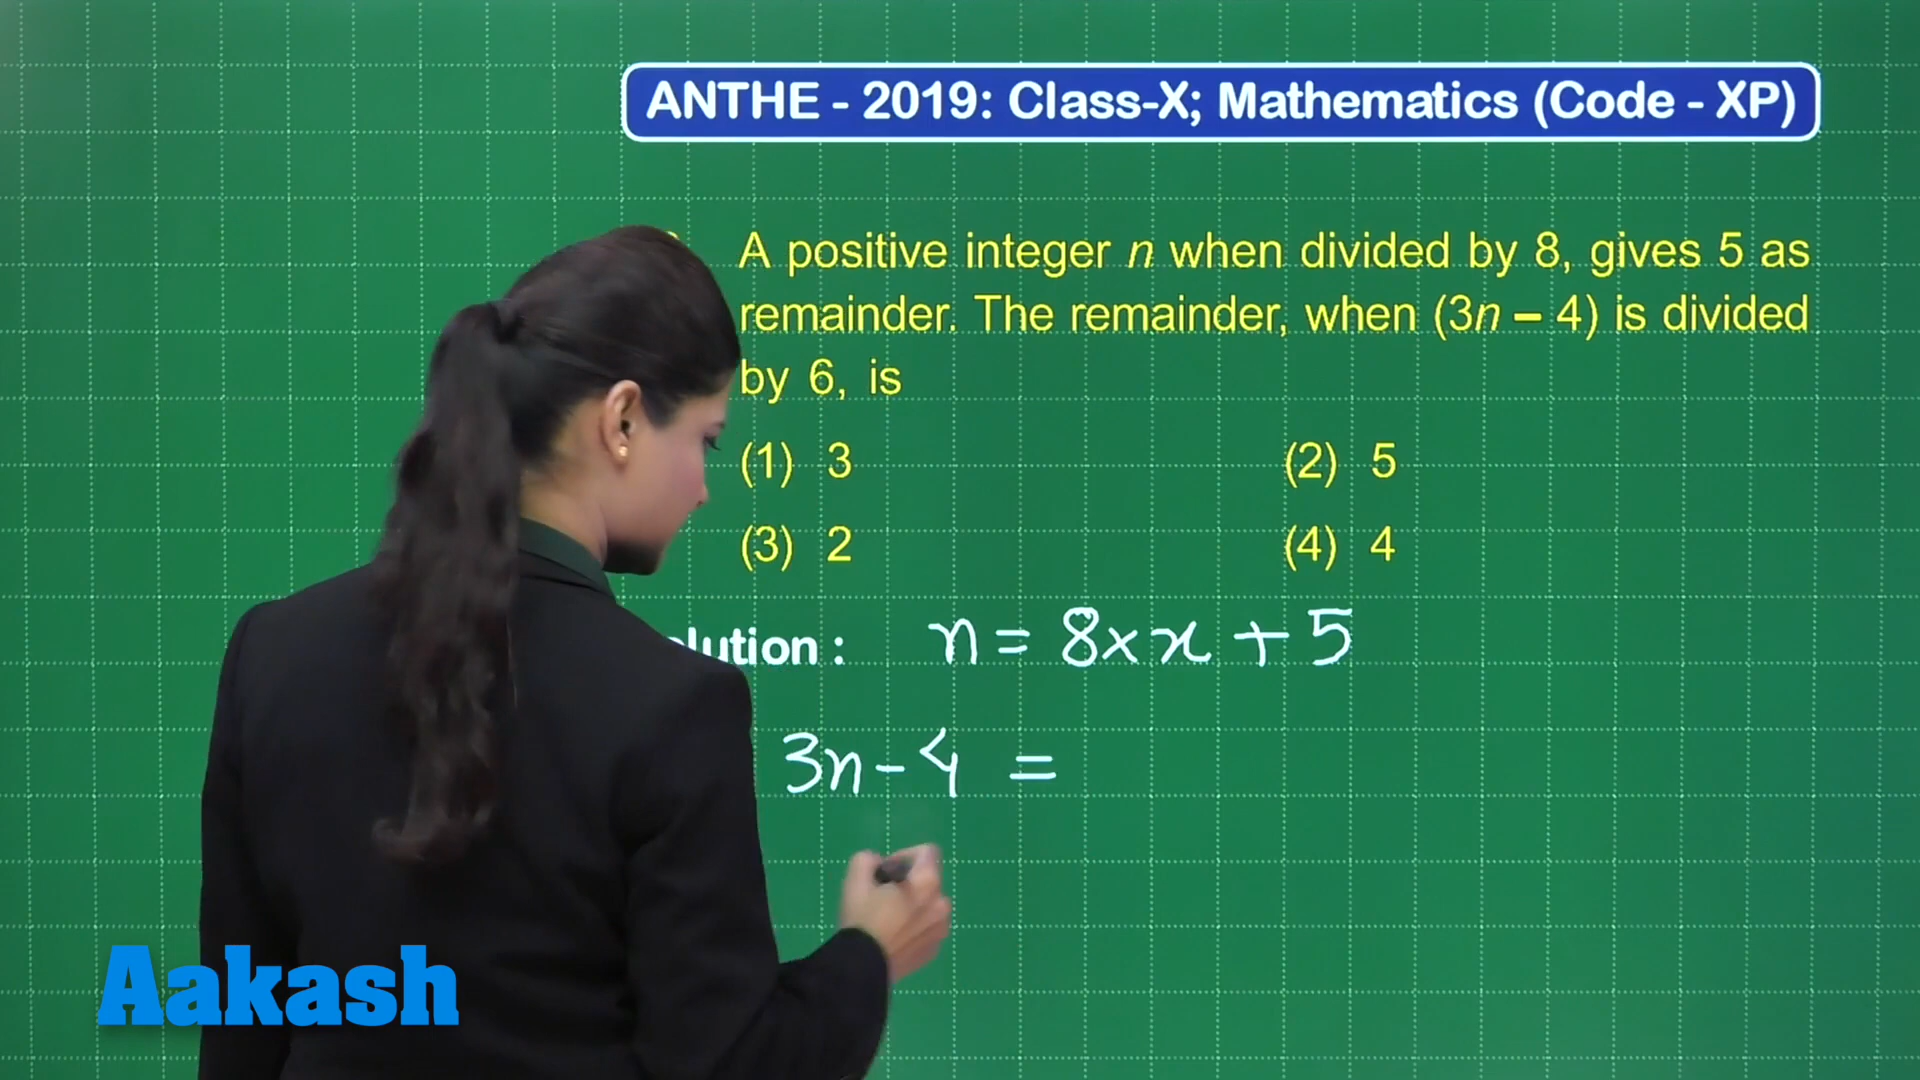 ANTHE - 2019: Class-X; Mathematics (Code - XP)
A positive integer n when divided by 8, gives 5 as
remainder. The remainder, when (3n – 4) is divided
by 6, is
(1) 3 (2) 5
(3) 2 (4) 4
lution : n = 8 × x + 5
3n - 4 =
Aakash